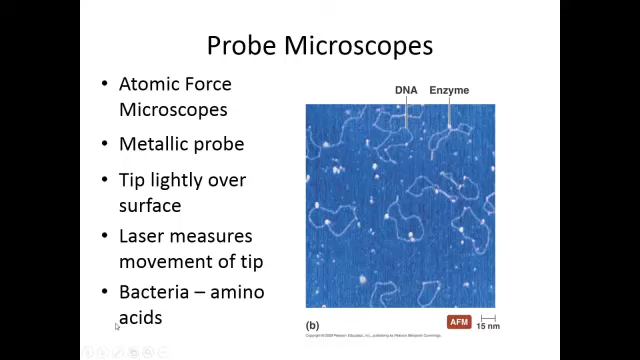 Probe Microscopes
• Atomic Force
Microscopes
• Metallic probe
• Tip lightly over
surface
• Laser measures
movement of tip
• Bacteria – amino
acids
DNA Enzyme
(b)
AFM
15 nm
Copyright © 2009 Pearson Education, Inc., publishing as Pearson Benjamin Cummings.